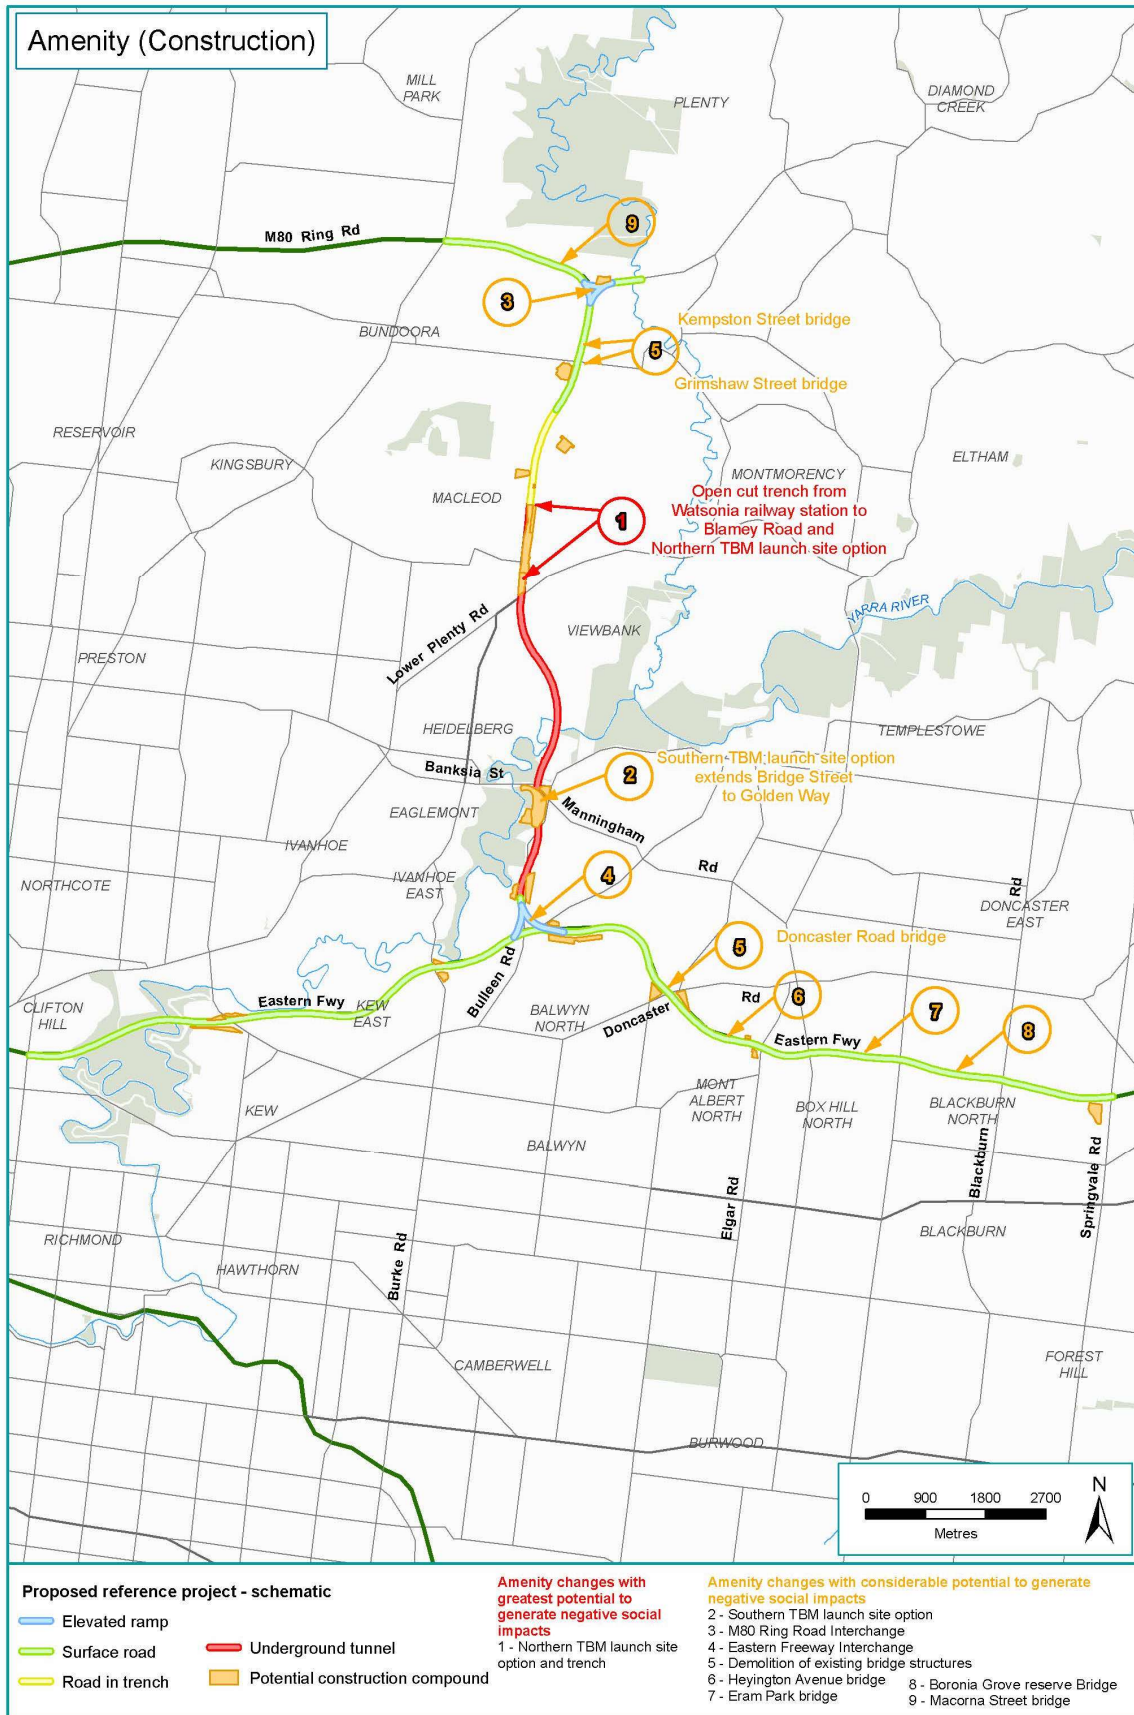 Amenity (Construction)
MILL
PARK
PLENTY
DIAMOND
CREEK
M80 Ring Rd
9
3
BUNDOORA
Kempston Street bridge
5
Grimshaw Street bridge
RESERVOIR
KINGSBURY
MACLEOD
MONTMORENCY
ELTHAM
1
Open cut trench from
Watsonia railway station to
Blamey Road and
Northern TBM launch site option
YARRA RIVER
Lower Plenty Rd
VIEWBANK
PRESTON
HEIDELBERG
TEMPLESTOWE
Banksia St
2
Southern TBM launch site option
extends Bridge Street
to Golden Way
EAGLEMONT
Manningham
Rd
IVANHOE
IVANHOE
EAST
4
NORTHCOTE
Rd
DONCASTER
EAST
5
Doncaster Road bridge
Bulleen Rd
CLIFTON
HILL
Eastern Fwy
KEW
EAST
BALWYN
NORTH
Doncaster
Rd
6
7
8
Eastern Fwy
KEW
MONT
ALBERT
NORTH
BOX HILL
NORTH
BLACKBURN
NORTH
BALWYN
Blackburn
Springvale Rd
Elgar Rd
BLACKBURN
RICHMOND
HAWTHORN
Burke Rd
CAMBERWELL
FOREST
HILL
BURWOOD
0 900 1800 2700
Metres
N
Proposed reference project - schematic
Elevated ramp
Surface road
Road in trench
Underground tunnel
Potential construction compound
Amenity changes with
greatest potential to
generate negative social
impacts
1 - Northern TBM launch site
option and trench
Amenity changes with considerable potential to generate
negative social impacts
2 - Southern TBM launch site option
3 - M80 Ring Road Interchange
4 - Eastern Freeway Interchange
5 - Demolition of existing bridge structures
6 - Heyington Avenue bridge
7 - Eram Park bridge
8 - Boronia Grove reserve Bridge
9 - Macorna Street bridge